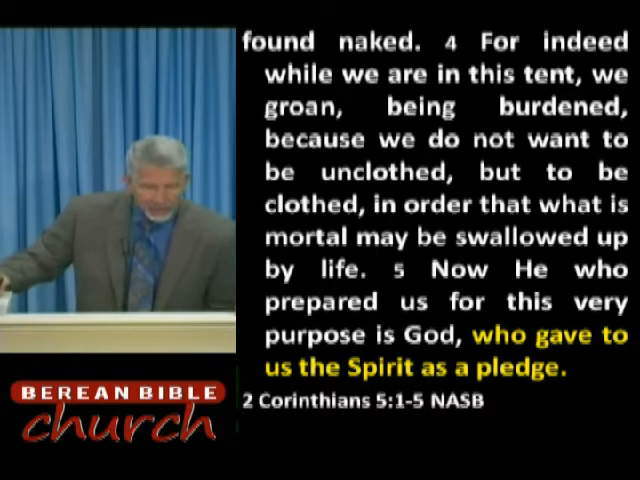 found naked. 4 For indeed
while we are in this tent, we
groan, being burdened,
because we do not want to
be unclothed, but to be
clothed, in order that what is
mortal may be swallowed up
by life. 5 Now He who
prepared us for this very
purpose is God, who gave to
us the Spirit as a pledge.
2 Corinthians 5:1-5 NASB
BEREAN BIBLE
church